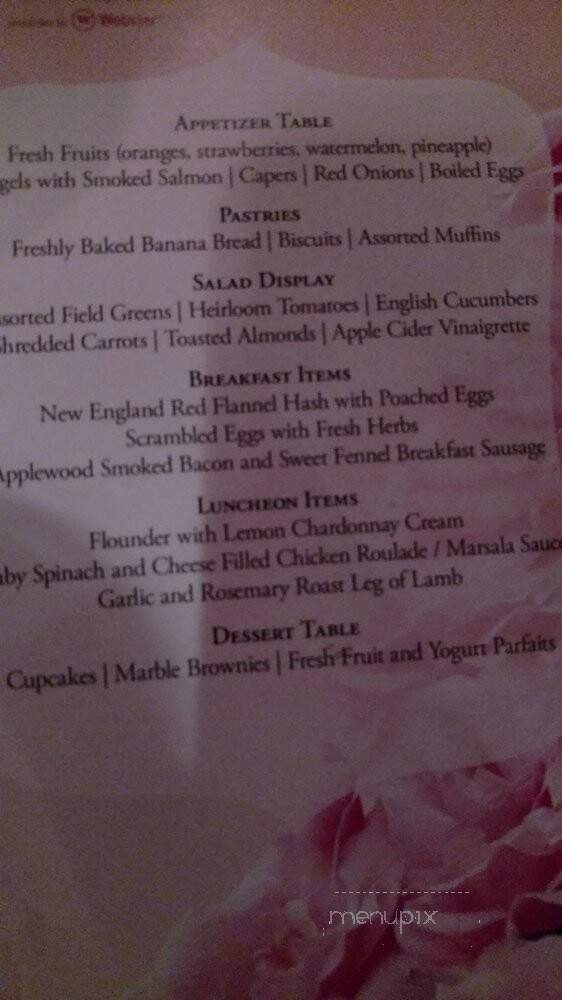 Webster
APPETIZER TABLE
Fresh Fruits (oranges, strawberries, watermelon, pineapple)
gels with Smoked Salmon | Capers | Red Onions | Boiled Eggs
PASTRIES
Freshly Baked Banana Bread | Biscuits | Assorted Muffins
SALAD DISPLAY
ssorted Field Greens | Heirloom Tomatoes | English Cucumbers
Shredded Carrots | Toasted Almonds | Apple Cider Vinaigrette
BREAKFAST ITEMS
New England Red Flannel Hash with Poached Eggs
Scrambled Eggs with Fresh Herbs
Applewood Smoked Bacon and Sweet Fennel Breakfast Sausage
LUNCHEON ITEMS
Flounder with Lemon Chardonnay Cream
aby Spinach and Cheese Filled Chicken Roulade / Marsala Sauc
Garlic and Rosemary Roast Leg of Lamb
DESSERT TABLE
Cupcakes | Marble Brownies | Fresh Fruit and Yogurt Parfaits
menupix